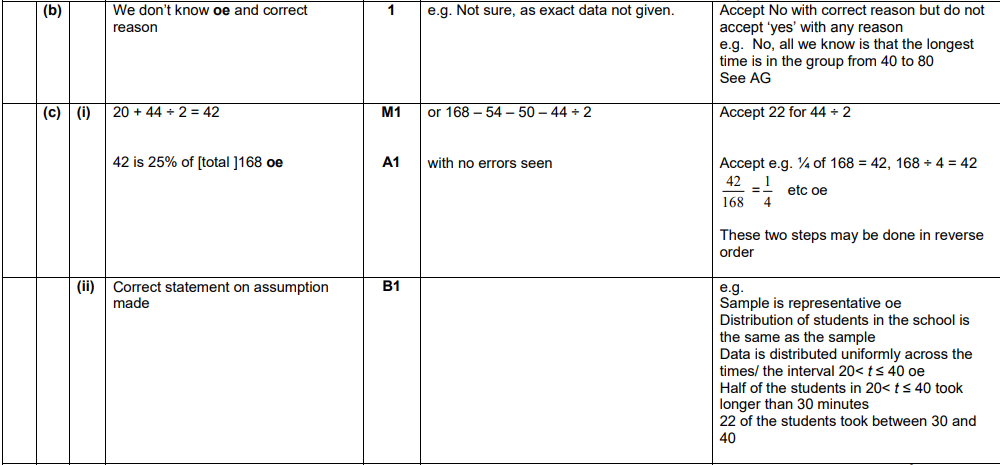 (b) We don't know oe and correct reason 1 e.g. Not sure, as exact data not given. Accept No with correct reason but do not
accept 'yes' with any reason
e.g. No, all we know is that the longest
time is in the group from 40 to 80
See AG
(c) (i) 20 + 44 ÷ 2 = 42 M1 or 168 – 54 – 50 – 44 ÷ 2 Accept 22 for 44 ÷ 2
42 is 25% of [total ]168 oe A1 with no errors seen Accept e.g. ¼ of 168 = 42, 168 ÷ 4 = 42
42/168 = 1/4 etc oe
These two steps may be done in reverse
order
(ii) Correct statement on assumption
made
B1
e.g.
Sample is representative oe
Distribution of students in the school is
the same as the sample
Data is distributed uniformly across the
times/ the interval 20< t ≤ 40 oe
Half of the students in 20< t ≤ 40 took
longer than 30 minutes
22 of the students took between 30 and
40